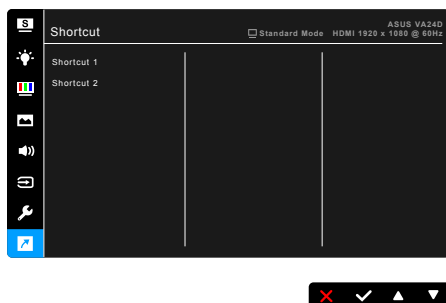 S
Shortcut
ASUS VA24D
Standard Mode HDMI 1920 x 1080 @ 60Hz
Shortcut 1
Shortcut 2